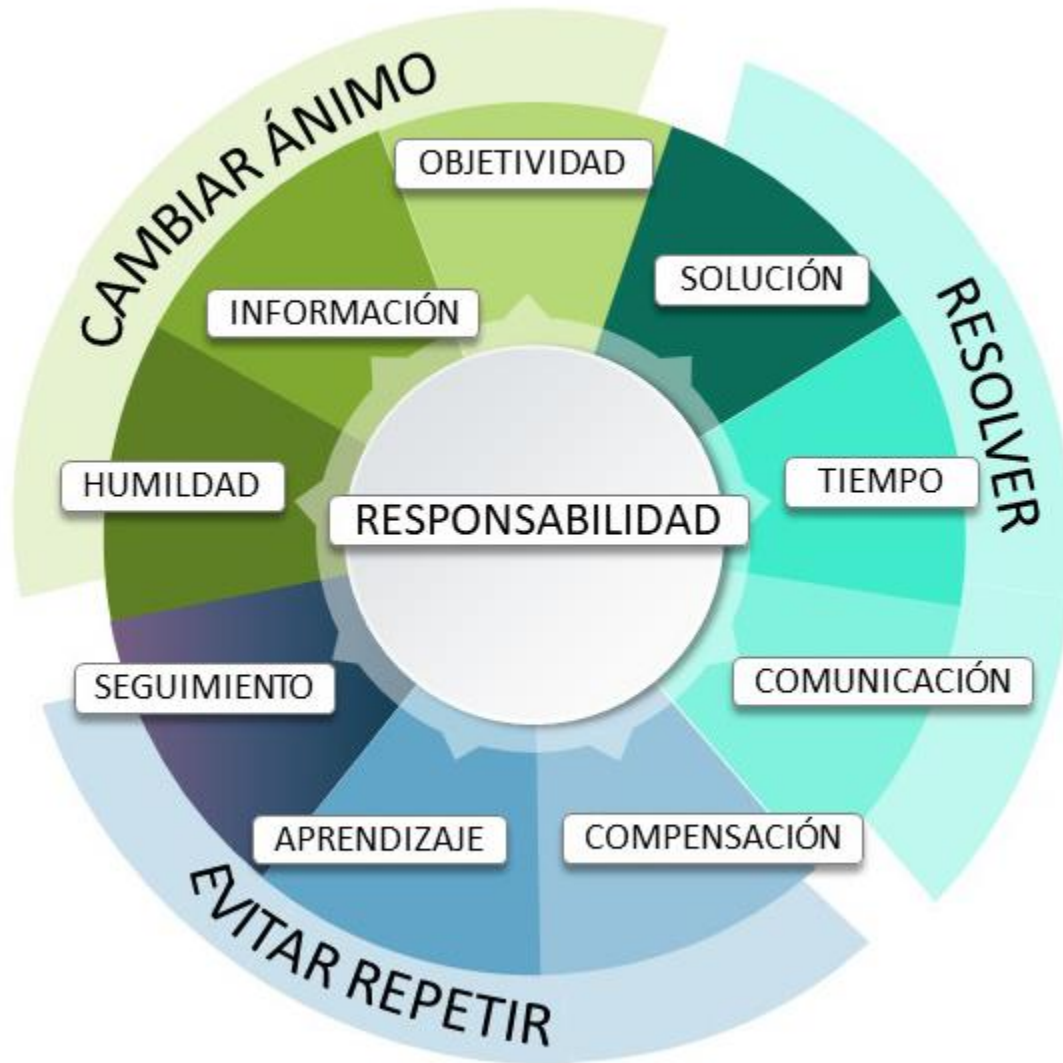 CAMBIAR ÁNIMO
OBJETIVIDAD
INFORMACIÓN
HUMILDAD
RESOLVER
SOLUCIÓN
TIEMPO
COMUNICACIÓN
RESPONSABILIDAD
SEGUIMIENTO
APRENDIZAJE
COMPENSACIÓN
EVITAR REPETIR